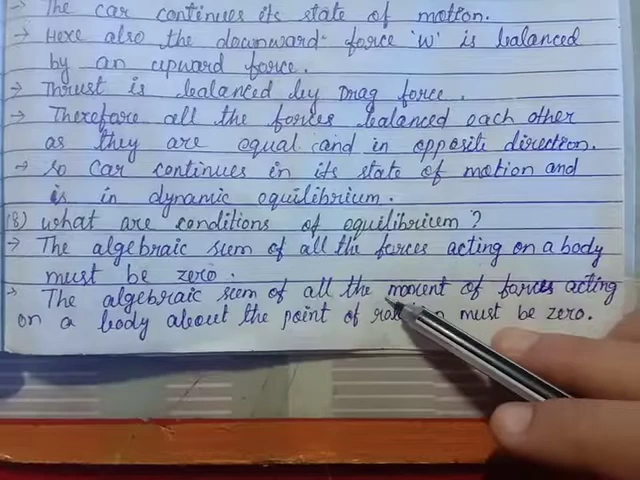 → The car continues its state of motion.
→ Here also the downward force 'W' is balanced
by an upward force.
→ Thrust is balanced by Drag force.
→ Therefore all the forces balanced each other
as they are equal and in opposite direction.
→ so car continues in its state of motion and
is in dynamic equilibrium.
(8) what are conditions of equilibrium?
→ The algebraic sum of all the forces acting on a body
must be zero.
→ The algebraic sum of all the moment of forces acting
on a body about the point of must be zero.